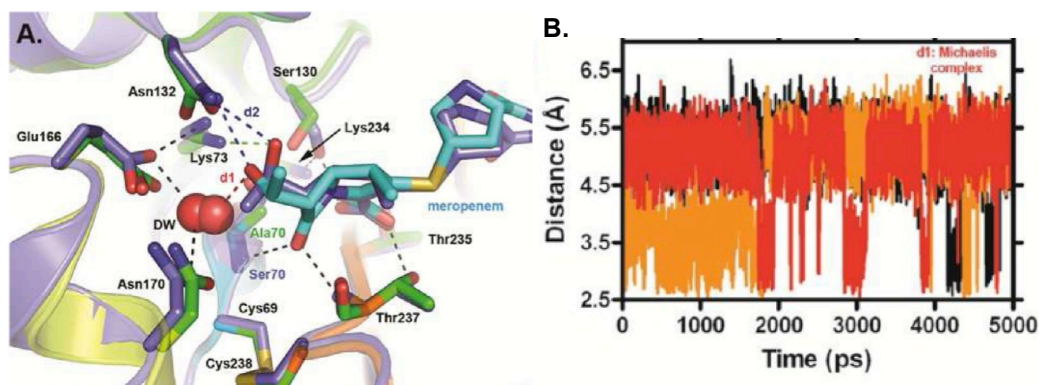 A.
Asn132
d2
Ser130
Glu166
Lys73
Lys234
d1
meropenem
DW
Ala70
Ser70
Thr235
Asn170
Cys69
Thr237
Cys238
B.
d1: Michaelis
complex
Distance (Å)
6.5
5.5
4.5
3.5
2.5
0 1000 2000 3000 4000 5000
Time (ps)